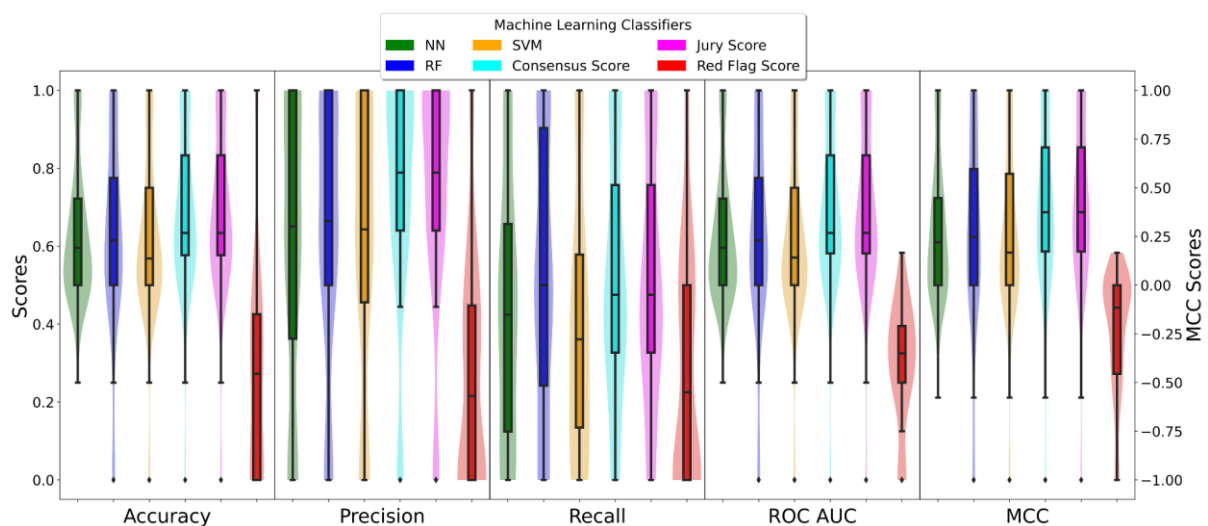 Machine Learning Classifiers
NN SVM Jury Score
RF Consensus Score Red Flag Score
1.0 1.00
0.75
0.8
0.50
0.6
0.25
0.00
0.4
−0.25
0.2 −0.50
−0.75
0.0 −1.00
Scores
MCC Scores
Accuracy Precision Recall ROC AUC MCC